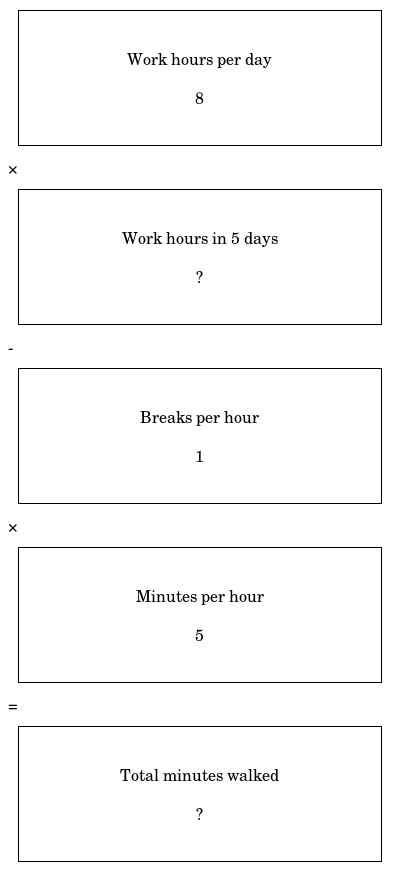 Work hours per day
8
×
Work hours in 5 days
?
-
Breaks per hour
1
×
Minutes per hour
5
=
Total minutes walked
?